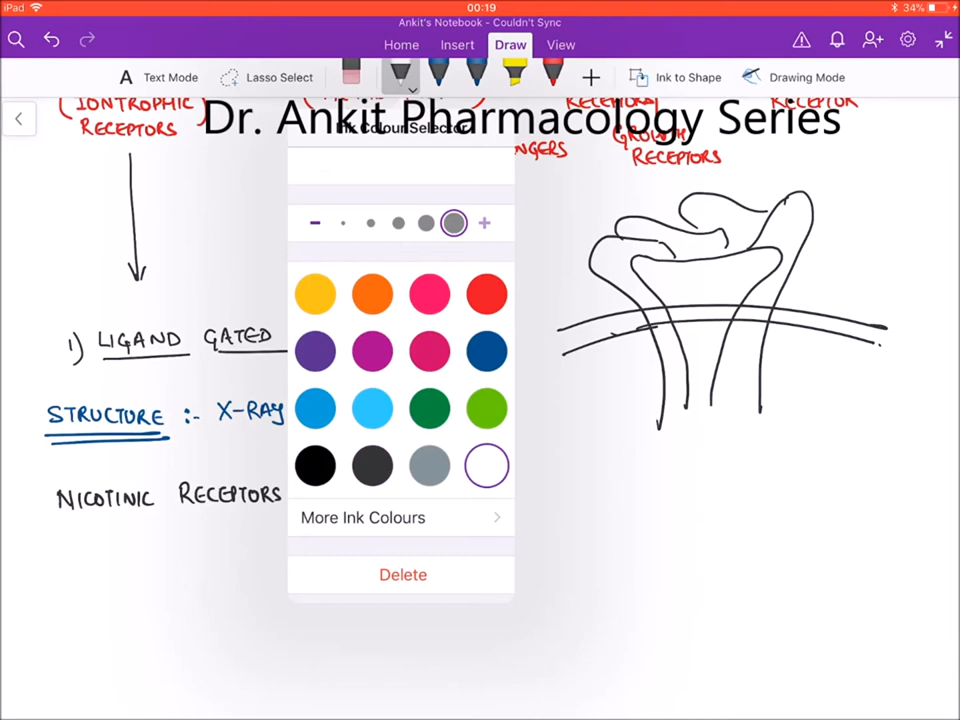 iPad 00:19 34%
Ankit's Notebook - Couldn't Sync
Home Insert Draw View
A Text Mode Lasso Select Ink to Shape Drawing Mode
(IONTROPHIC RECEPTORS RECEPTOR
RECEPTORS)
Dr. Ankit Pharmacology Series
Ink Colour Selector
GROWTH
RECEPTORS
1) LIGAND GATED
STRUCTURE :- X-RAY
NICOTINIC RECEPTORS
More Ink Colours
Delete